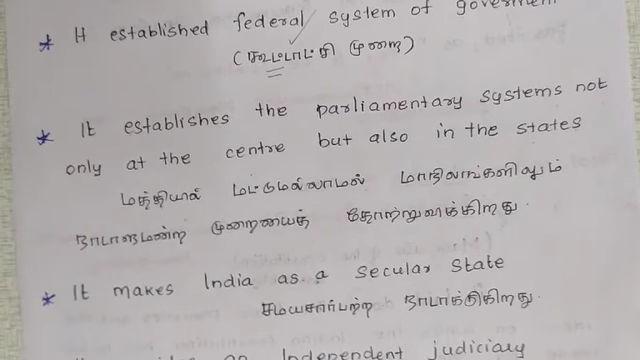 * It established federal system of government
(கூட்டாட்சி முறை)
* It establishes the parliamentary systems not
only at the centre but also in the states
மத்தியில் மட்டுமல்லாமல் மாநிலங்களிலும்
நாடாளுமன்ற முறையைத் தோற்றுவிக்கிறது.
* It makes India as a secular state
சமயசார்பற்ற நாடாக்குகிறது.
an Independent judiciary